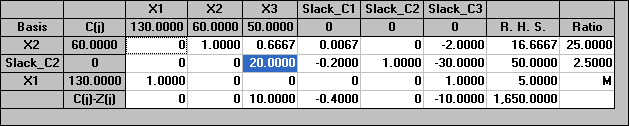 X1 X2 X3 Slack_C1 Slack_C2 Slack_C3
Basis C(j) 130.0000 60.0000 50.0000 0 0 0 R. H. S. Ratio
X2 60.0000 0 1.0000 0.6667 0.0067 0 -2.0000 16.6667 25.0000
Slack_C2 0 0 0 20.0000 -0.2000 1.0000 -30.0000 50.0000 2.5000
X1 130.0000 1.0000 0 0 0 0 1.0000 5.0000 M
C(j)-Z(j) 0 0 10.0000 -0.4000 0 -10.0000 1,650.0000